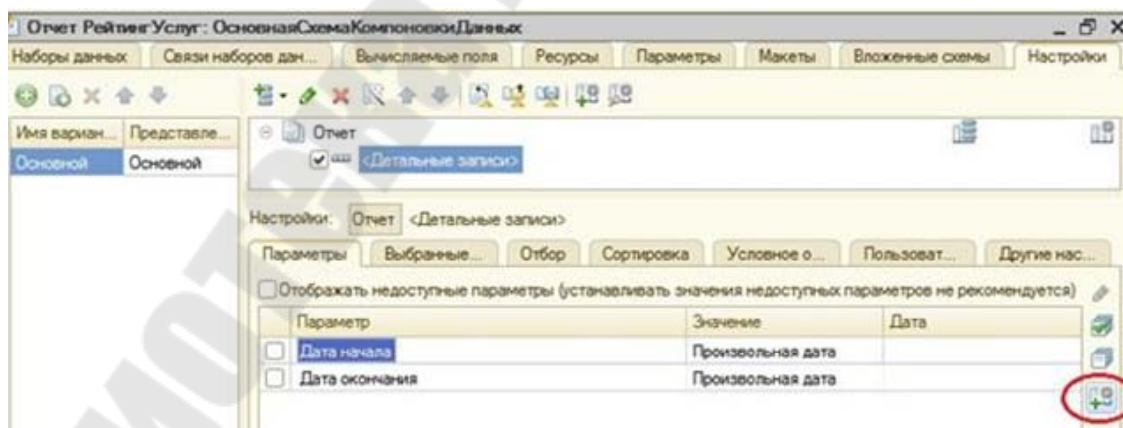 Отчет РейтингУслуг: ОсновнаяСхемаКомпоновкиДанных
Наборы данных Связи наборов дан... Вычисляемые поля Ресурсы Параметры Макеты Вложенные схемы Настройки
Имя вариан... Представле...
Основной Основной
Отчет
<Детальные записи>
Настройки: Отчет <Детальные записи>
Параметры Выбранные... Отбор Сортировка Условное о... Пользоват... Другие нас...
Отображать недоступные параметры (устанавливать значения недоступных параметров не рекомендуется)
Параметр Значение Дата
Дата начала Произвольная дата
Дата окончания Произвольная дата